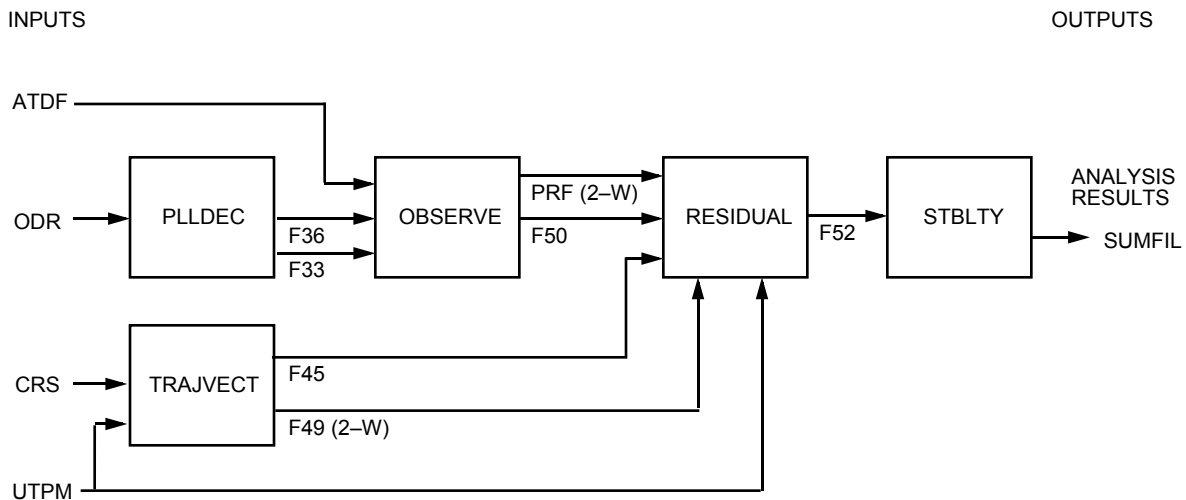 INPUTS
OUTPUTS
ATDF
ODR
PLLDEC
F36
F33
OBSERVE
PRF (2–W)
F50
RESIDUAL
F52
STBLTY
ANALYSIS
RESULTS
SUMFIL
CRS
TRAJVECT
F45
F49 (2–W)
UTPM